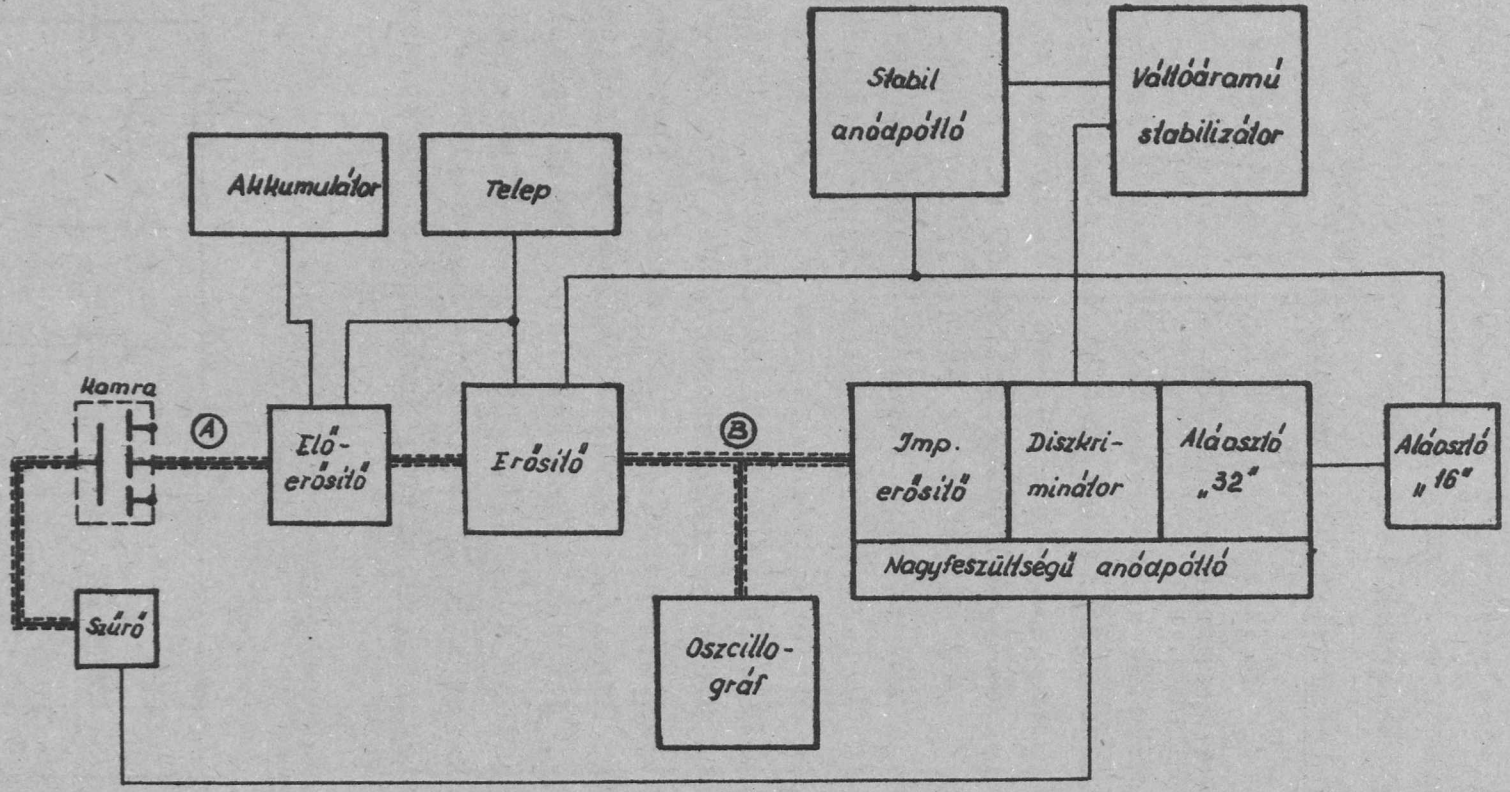 Stabil
anódpótló
Váltóáramú
stabilizátor
Akkumulátor
Telep
Kamra
A
Elő-
erősítő
Erősítő
B
Imp.
erősítő
Diszkri-
minátor
Aláosztó
„32"
Aláosztó
„16"
Nagyfeszültségű anódpótló
Szűrő
Oszcillo-
gráf